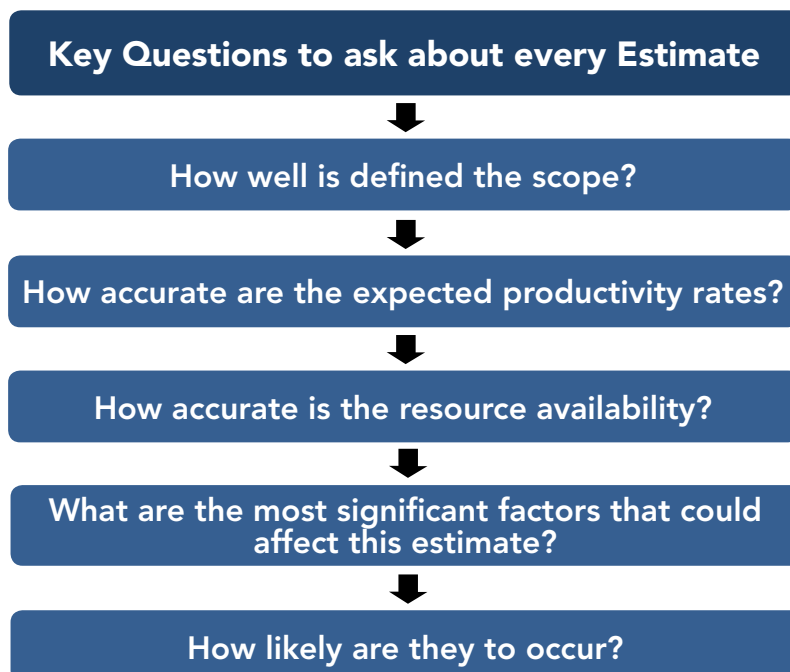 Key Questions to ask about every Estimate
How well is defined the scope?
How accurate are the expected productivity rates?
How accurate is the resource availability?
What are the most significant factors that could
affect this estimate?
How likely are they to occur?